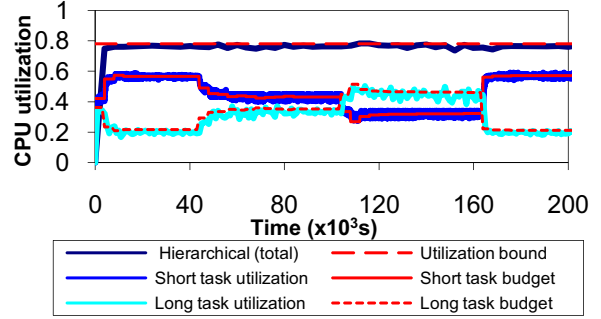 CPU utilization
1
0.8
0.6
0.4
0.2
0
0 40 80 120 160 200
Time (x10³s)
Hierarchical (total) Utilization bound
Short task utilization Short task budget
Long task utilization Long task budget